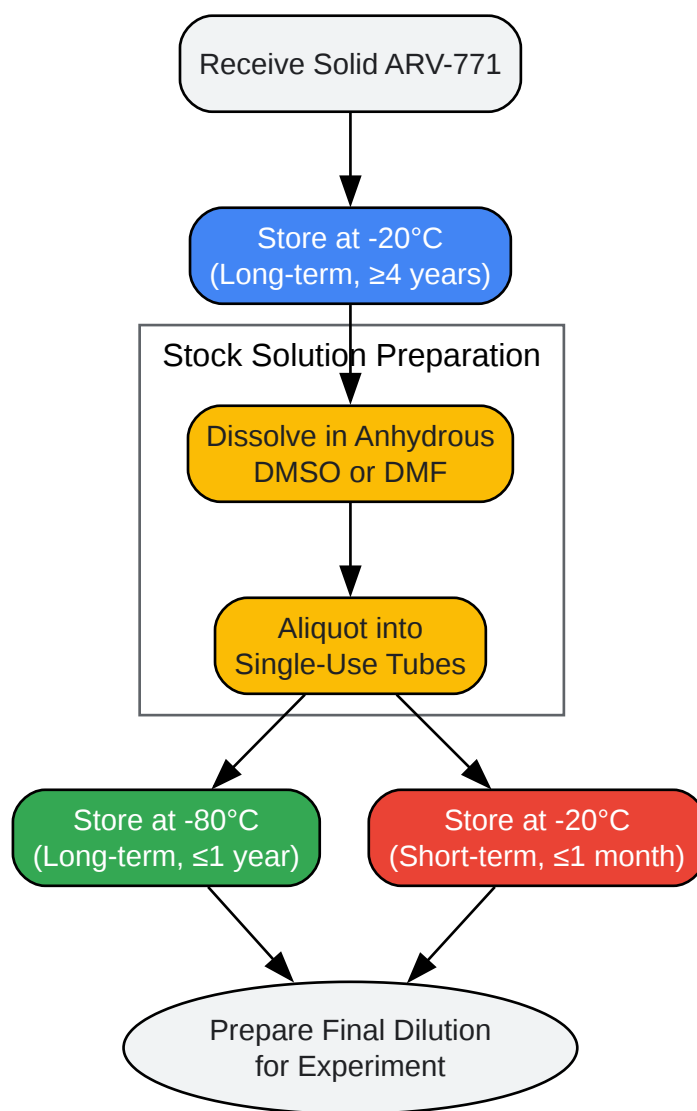 Receive Solid ARV-771
Store at -20°C
(Long-term, ≥4 years)
Stock Solution Preparation
Dissolve in Anhydrous
DMSO or DMF
Aliquot into
Single-Use Tubes
Store at -80°C
(Long-term, ≤1 year)
Store at -20°C
(Short-term, ≤1 month)
Prepare Final Dilution
for Experiment